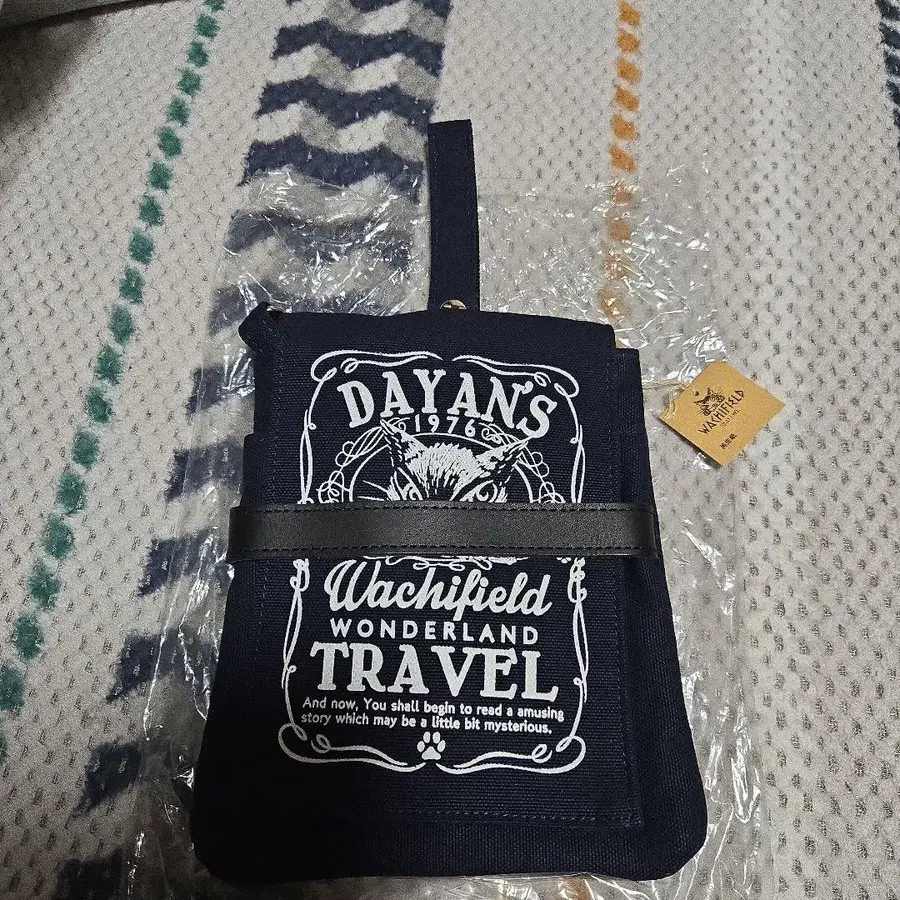 DAYAN'S
1976
Wachifield
WONDERLAND
TRAVEL
And now, You shall begin to read a amusing
story which may be a little bit mysterious.
WACHIFIELD